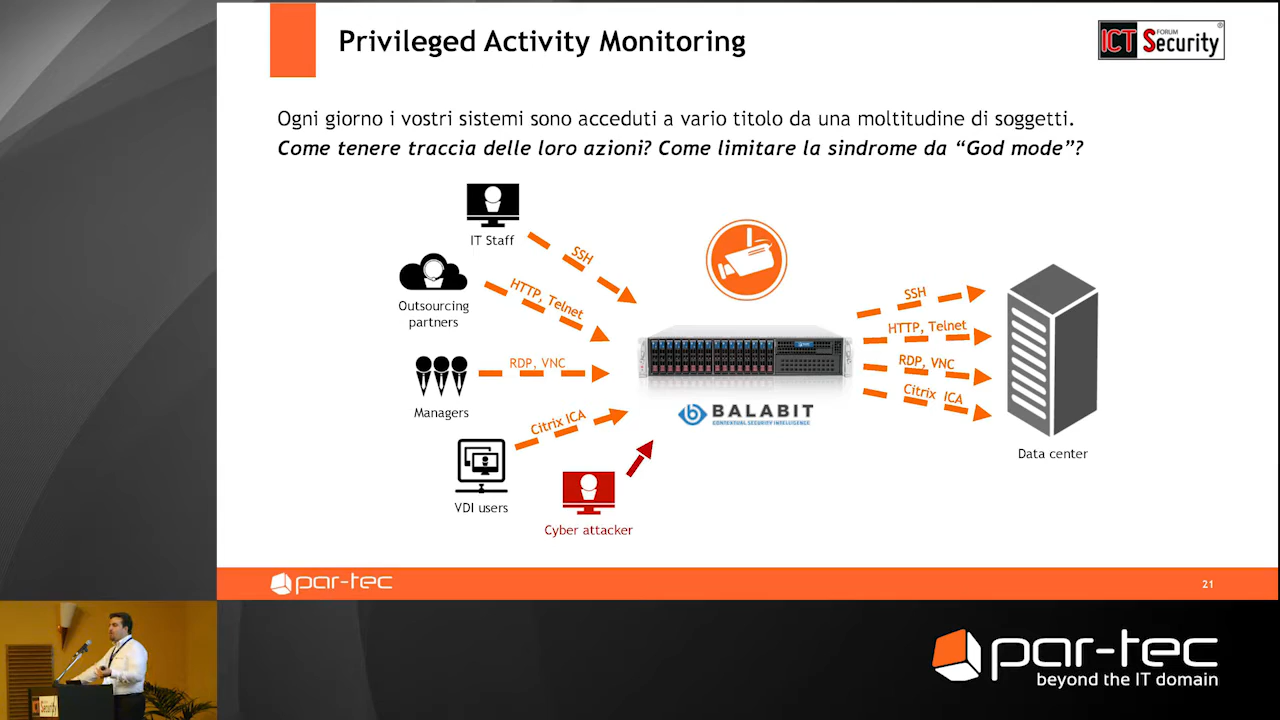 Privileged Activity Monitoring
ICT Security FORUM
Ogni giorno i vostri sistemi sono acceduti a vario titolo da una moltitudine di soggetti.
Come tenere traccia delle loro azioni? Come limitare la sindrome da “God mode”?
IT Staff
SSH
Outsourcing
partners
HTTP, Telnet
Managers
RDP, VNC
VDI users
Citrix ICA
Cyber attacker
BALABIT
CONTEXTUAL SECURITY INTELLIGENCE
SSH
HTTP, Telnet
RDP, VNC
Citrix ICA
Data center
par-tec
21
ICT Security
par-tec
beyond the IT domain